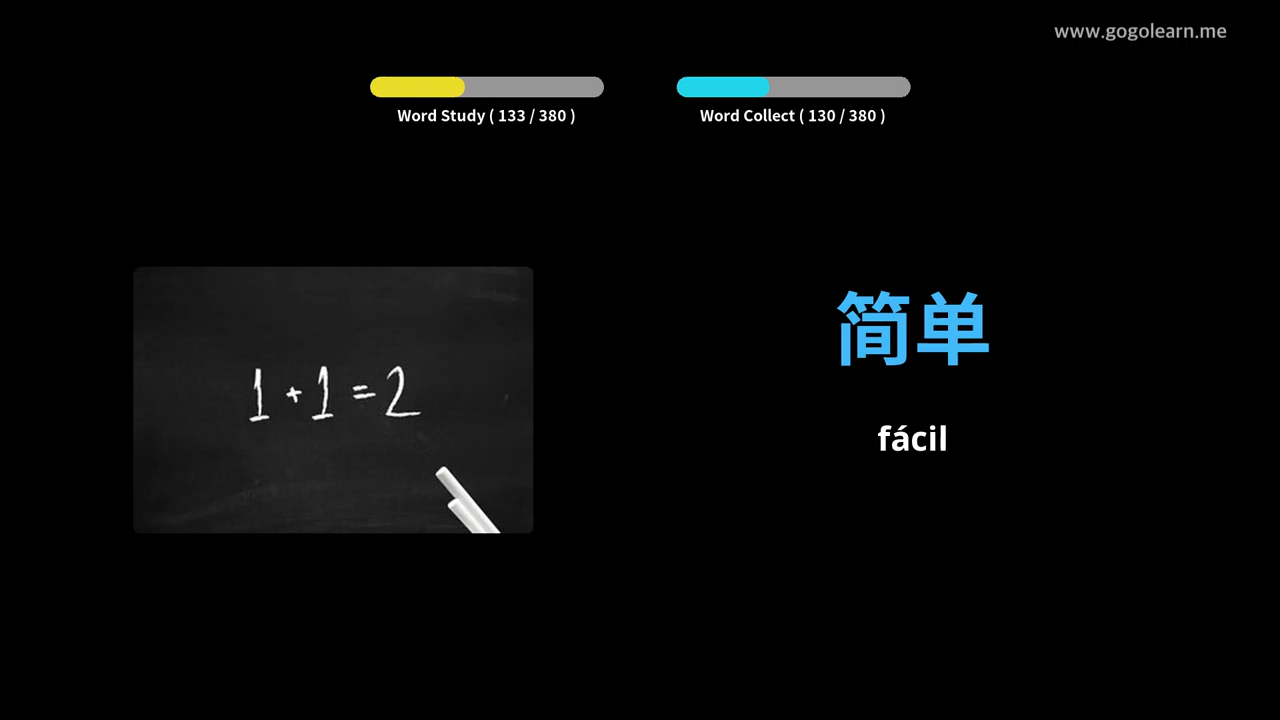 www.gogolearn.me
Word Study ( 133 / 380 )
Word Collect ( 130 / 380 )
1 + 1 = 2
简单
fácil